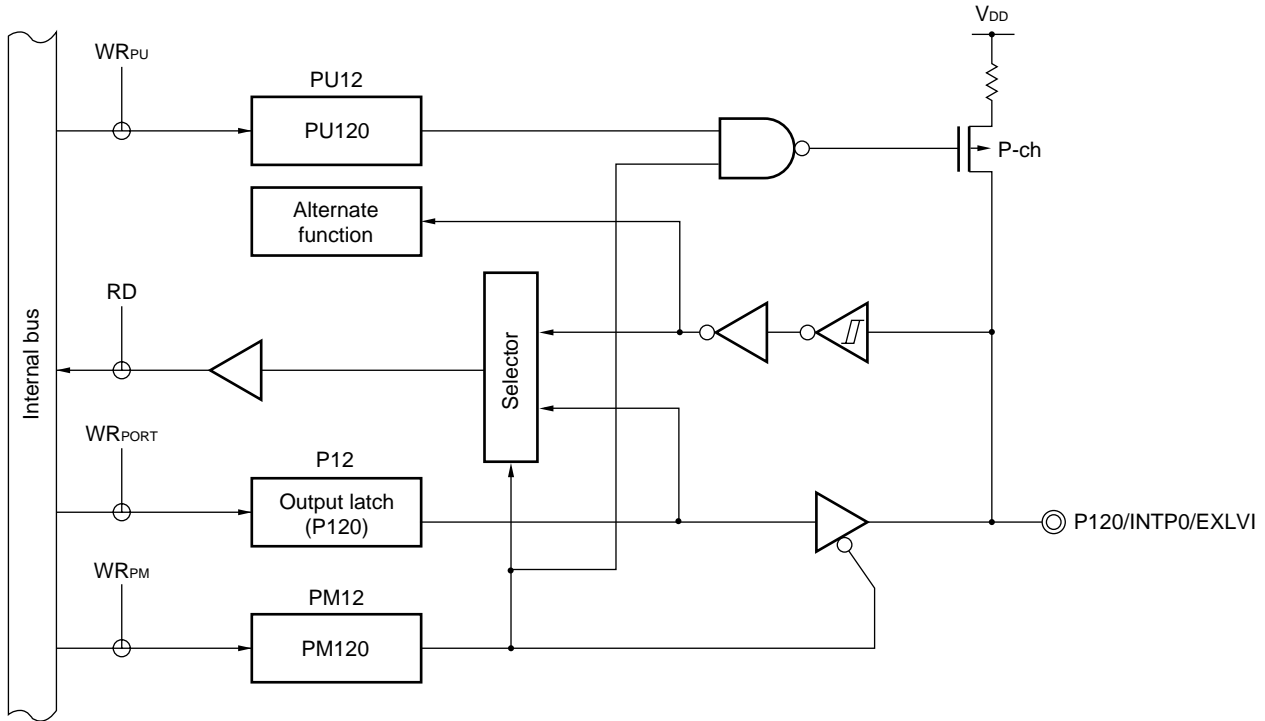 VDD
WRPU
PU12
PU120
P-ch
Alternate
function
RD
Selector
Internal bus
WRPORT
P12
Output latch
(P120)
P120/INTP0/EXLVI
WRPM
PM12
PM120